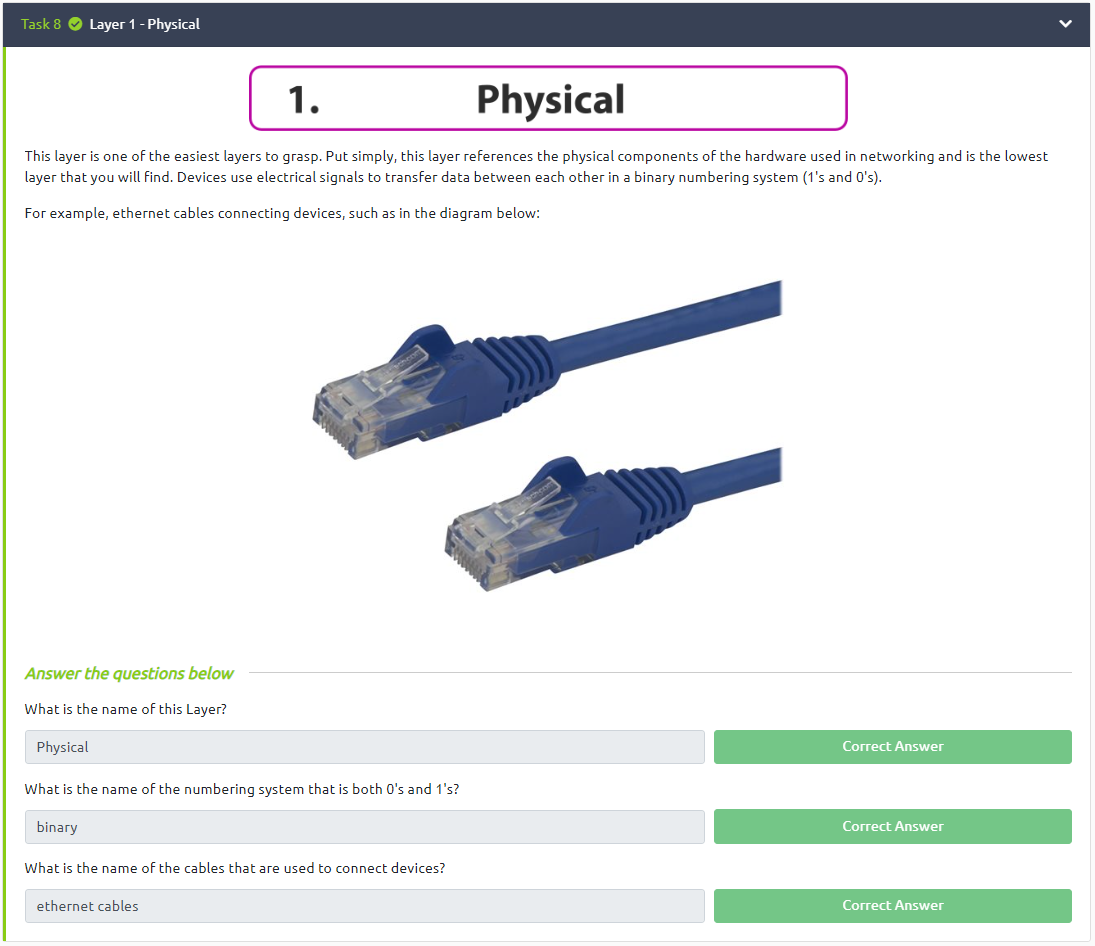 Task 8 Layer 1 - Physical
1. Physical
This layer is one of the easiest layers to grasp. Put simply, this layer references the physical components of the hardware used in networking and is the lowest
layer that you will find. Devices use electrical signals to transfer data between each other in a binary numbering system (1's and 0's).
For example, ethernet cables connecting devices, such as in the diagram below:
Answer the questions below
What is the name of this Layer?
Physical Correct Answer
What is the name of the numbering system that is both 0's and 1's?
binary Correct Answer
What is the name of the cables that are used to connect devices?
ethernet cables Correct Answer